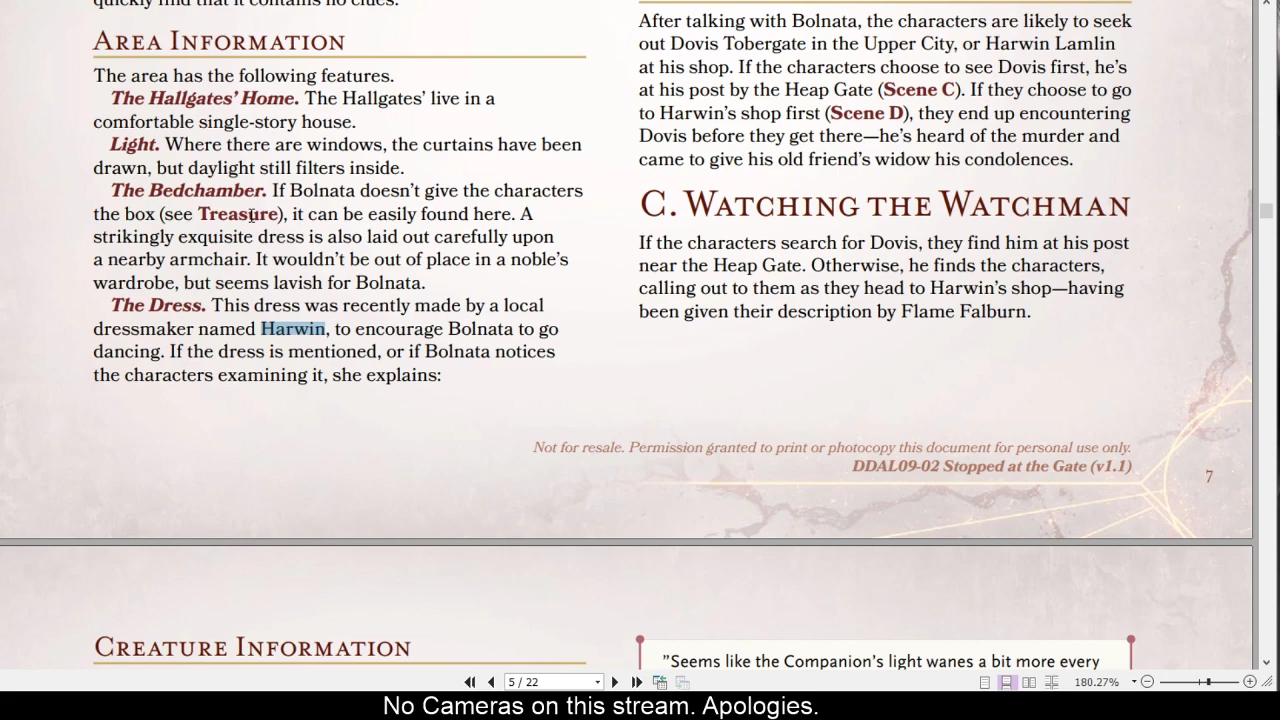 quickly find that it contains no clues.
AREA INFORMATION
The area has the following features.
The Hallgates' Home. The Hallgates' live in a
comfortable single-story house.
Light. Where there are windows, the curtains have been
drawn, but daylight still filters inside.
The Bedchamber. If Bolnata doesn't give the characters
the box (see Treasure), it can be easily found here. A
strikingly exquisite dress is also laid out carefully upon
a nearby armchair. It wouldn't be out of place in a noble's
wardrobe, but seems lavish for Bolnata.
The Dress. This dress was recently made by a local
dressmaker named Harwin, to encourage Bolnata to go
dancing. If the dress is mentioned, or if Bolnata notices
the characters examining it, she explains:
After talking with Bolnata, the characters are likely to seek
out Dovis Tobergate in the Upper City, or Harwin Lamlin
at his shop. If the characters choose to see Dovis first, he's
at his post by the Heap Gate (Scene C). If they choose to go
to Harwin's shop first (Scene D), they end up encountering
Dovis before they get there—he's heard of the murder and
came to give his old friend's widow his condolences.
C. WATCHING THE WATCHMAN
If the characters search for Dovis, they find him at his post
near the Heap Gate. Otherwise, he finds the characters,
calling out to them as they head to Harwin's shop—having
been given their description by Flame Falburn.
Not for resale. Permission granted to print or photocopy this document for personal use only.
DDAL09-02 Stopped at the Gate (v1.1)
7
CREATURE INFORMATION
"Seems like the Companion's light wanes a bit more every
5 / 22
180.27%
No Cameras on this stream. Apologies.